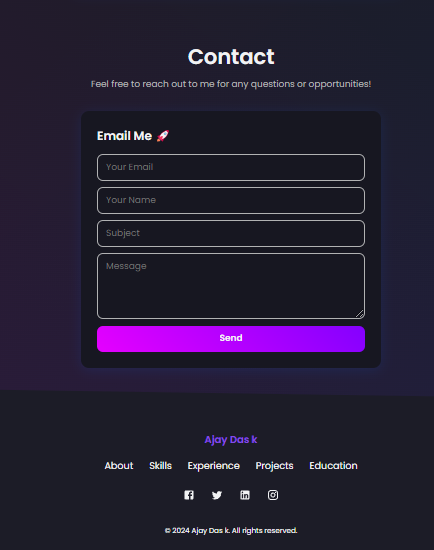 Contact
Feel free to reach out to me for any questions or opportunities!
Email Me 🚀
Your Email
Your Name
Subject
Message
Send
Ajay Das k
About Skills Experience Projects Education
© 2024 Ajay Das k. All rights reserved.